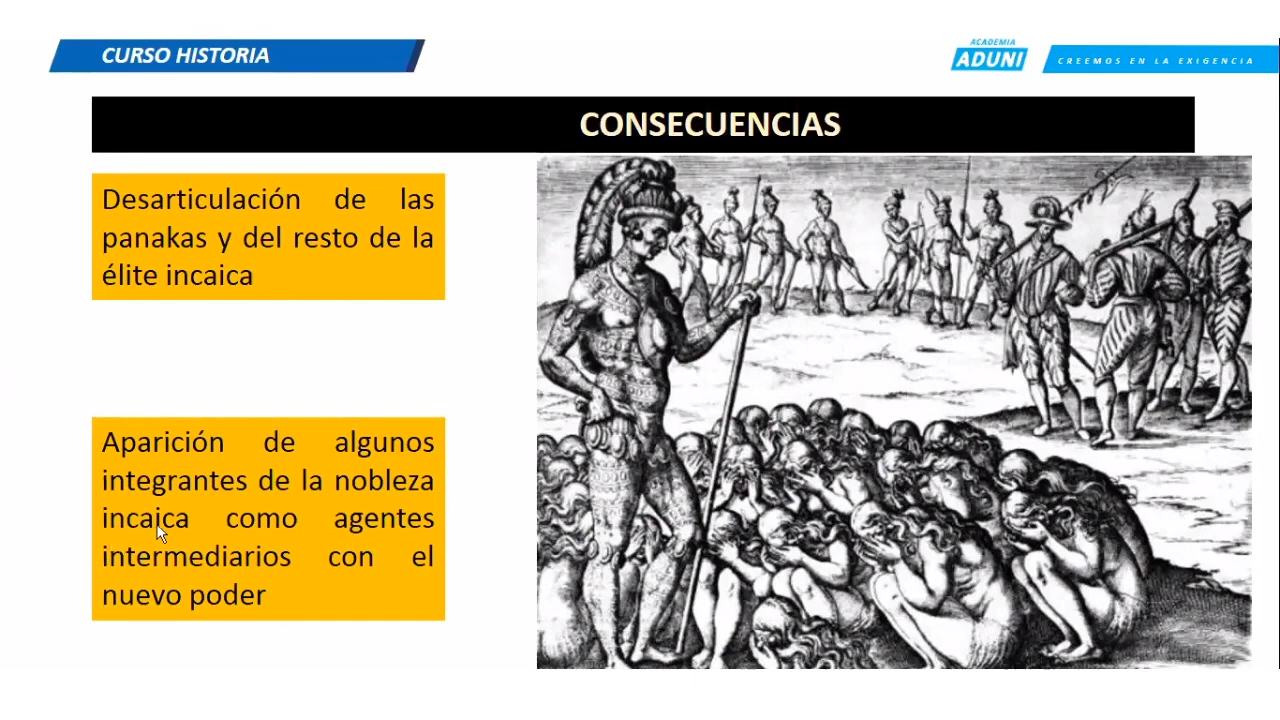 CURSO HISTORIA
ACADEMIA
ADUNI
CREEMOS EN LA EXIGENCIA
CONSECUENCIAS
Desarticulación de las
panakas y del resto de la
élite incaica
Aparición de algunos
integrantes de la nobleza
incaica como agentes
intermediarios con el
nuevo poder